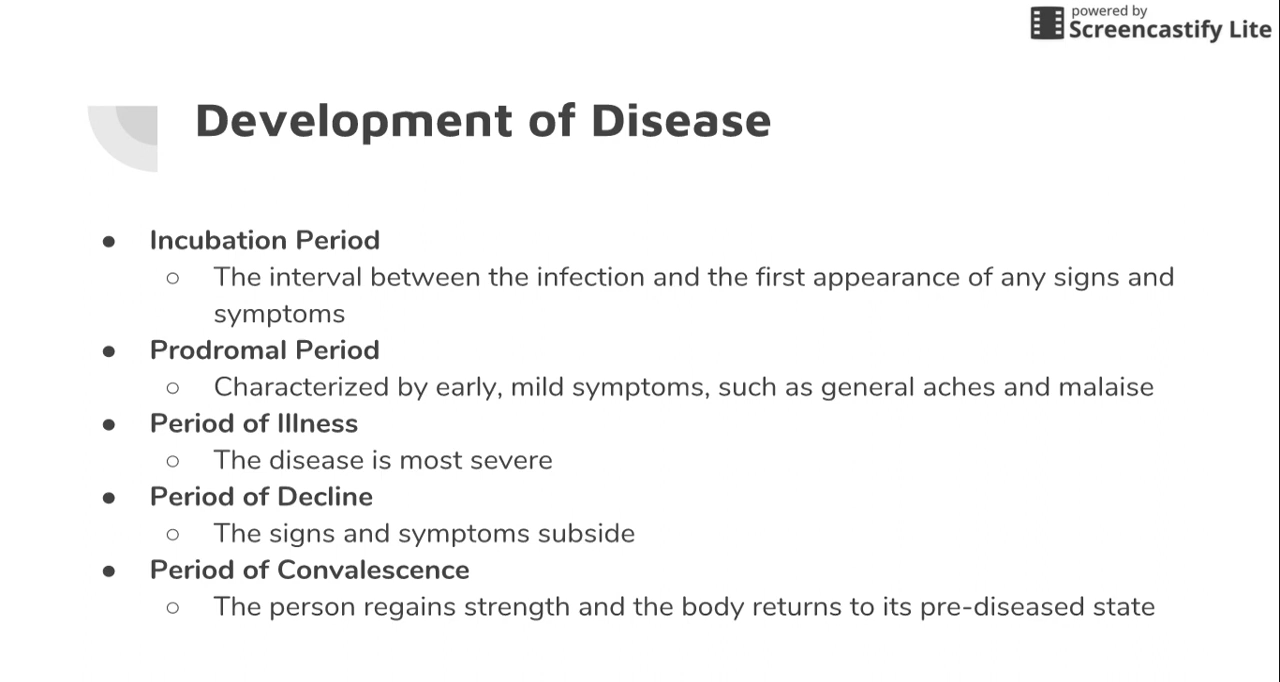 powered by
Screencastify Lite
Development of Disease
● Incubation Period
○ The interval between the infection and the first appearance of any signs and
symptoms
● Prodromal Period
○ Characterized by early, mild symptoms, such as general aches and malaise
● Period of Illness
○ The disease is most severe
● Period of Decline
○ The signs and symptoms subside
● Period of Convalescence
○ The person regains strength and the body returns to its pre-diseased state